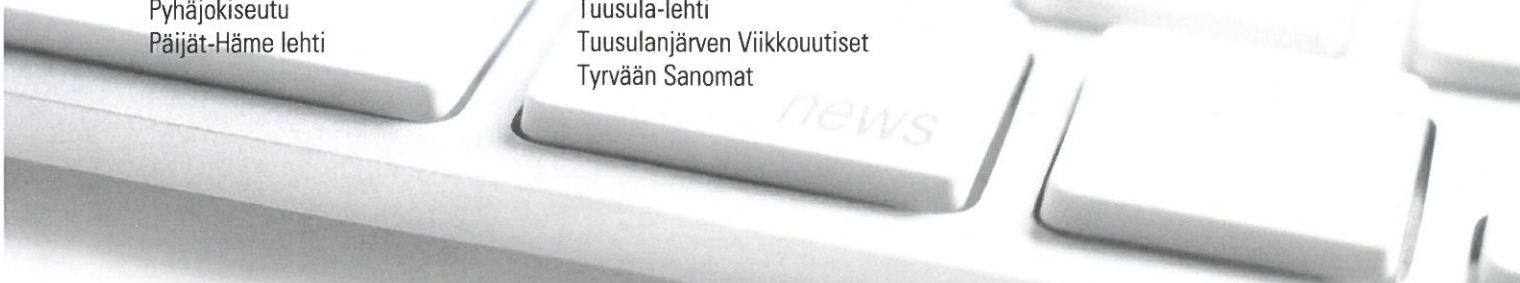 Pyhäjokiseutu
Päijät-Häme lehti
Tuusula-lehti
Tuusulanjärven Viikkouutiset
Tyrvään Sanomat
news